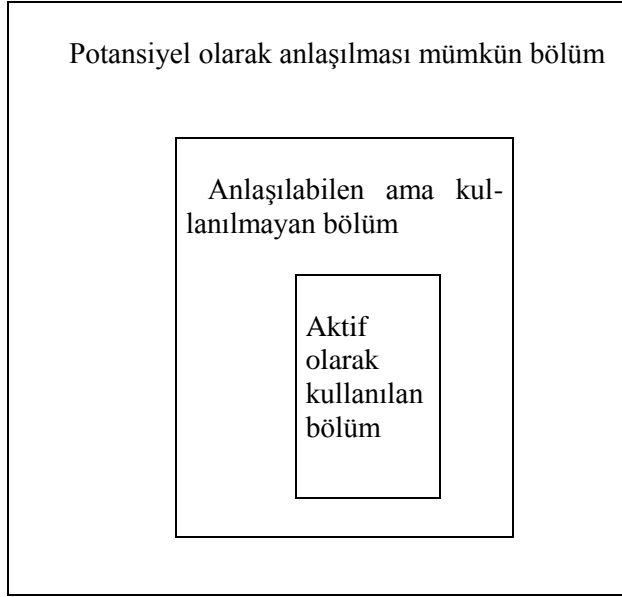 Potansiyel olarak anlaşılması mümkün bölüm
Anlaşılabilen ama kul-
lanılmayan bölüm
Aktif
olarak
kullanılan
bölüm